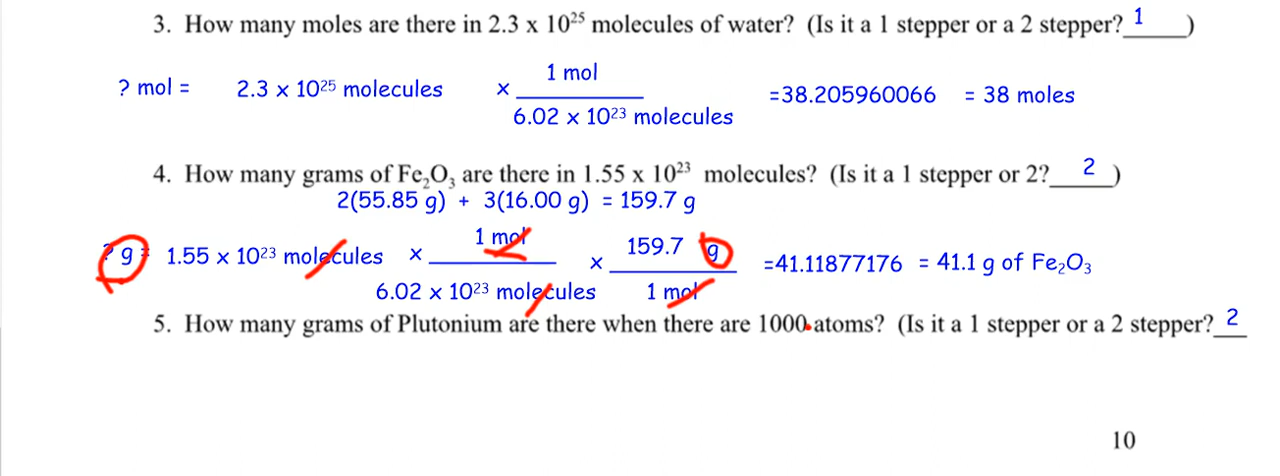 3. How many moles are there in 2.3 x 10²⁵ molecules of water? (Is it a 1 stepper or a 2 stepper? 1 )
1 mol
? mol = 2.3 x 10²⁵ molecules x =38.205960066 = 38 moles
6.02 x 10²³ molecules
4. How many grams of Fe₂O₃ are there in 1.55 x 10²³ molecules? (Is it a 1 stepper or 2? 2 )
2(55.85 g) + 3(16.00 g) = 159.7 g
1 mol 159.7 g
? g = 1.55 x 10²³ molecules x x =41.11877176 = 41.1 g of Fe₂O₃
6.02 x 10²³ molecules 1 mol
5. How many grams of Plutonium are there when there are 1000.atoms? (Is it a 1 stepper or a 2 stepper? 2
10